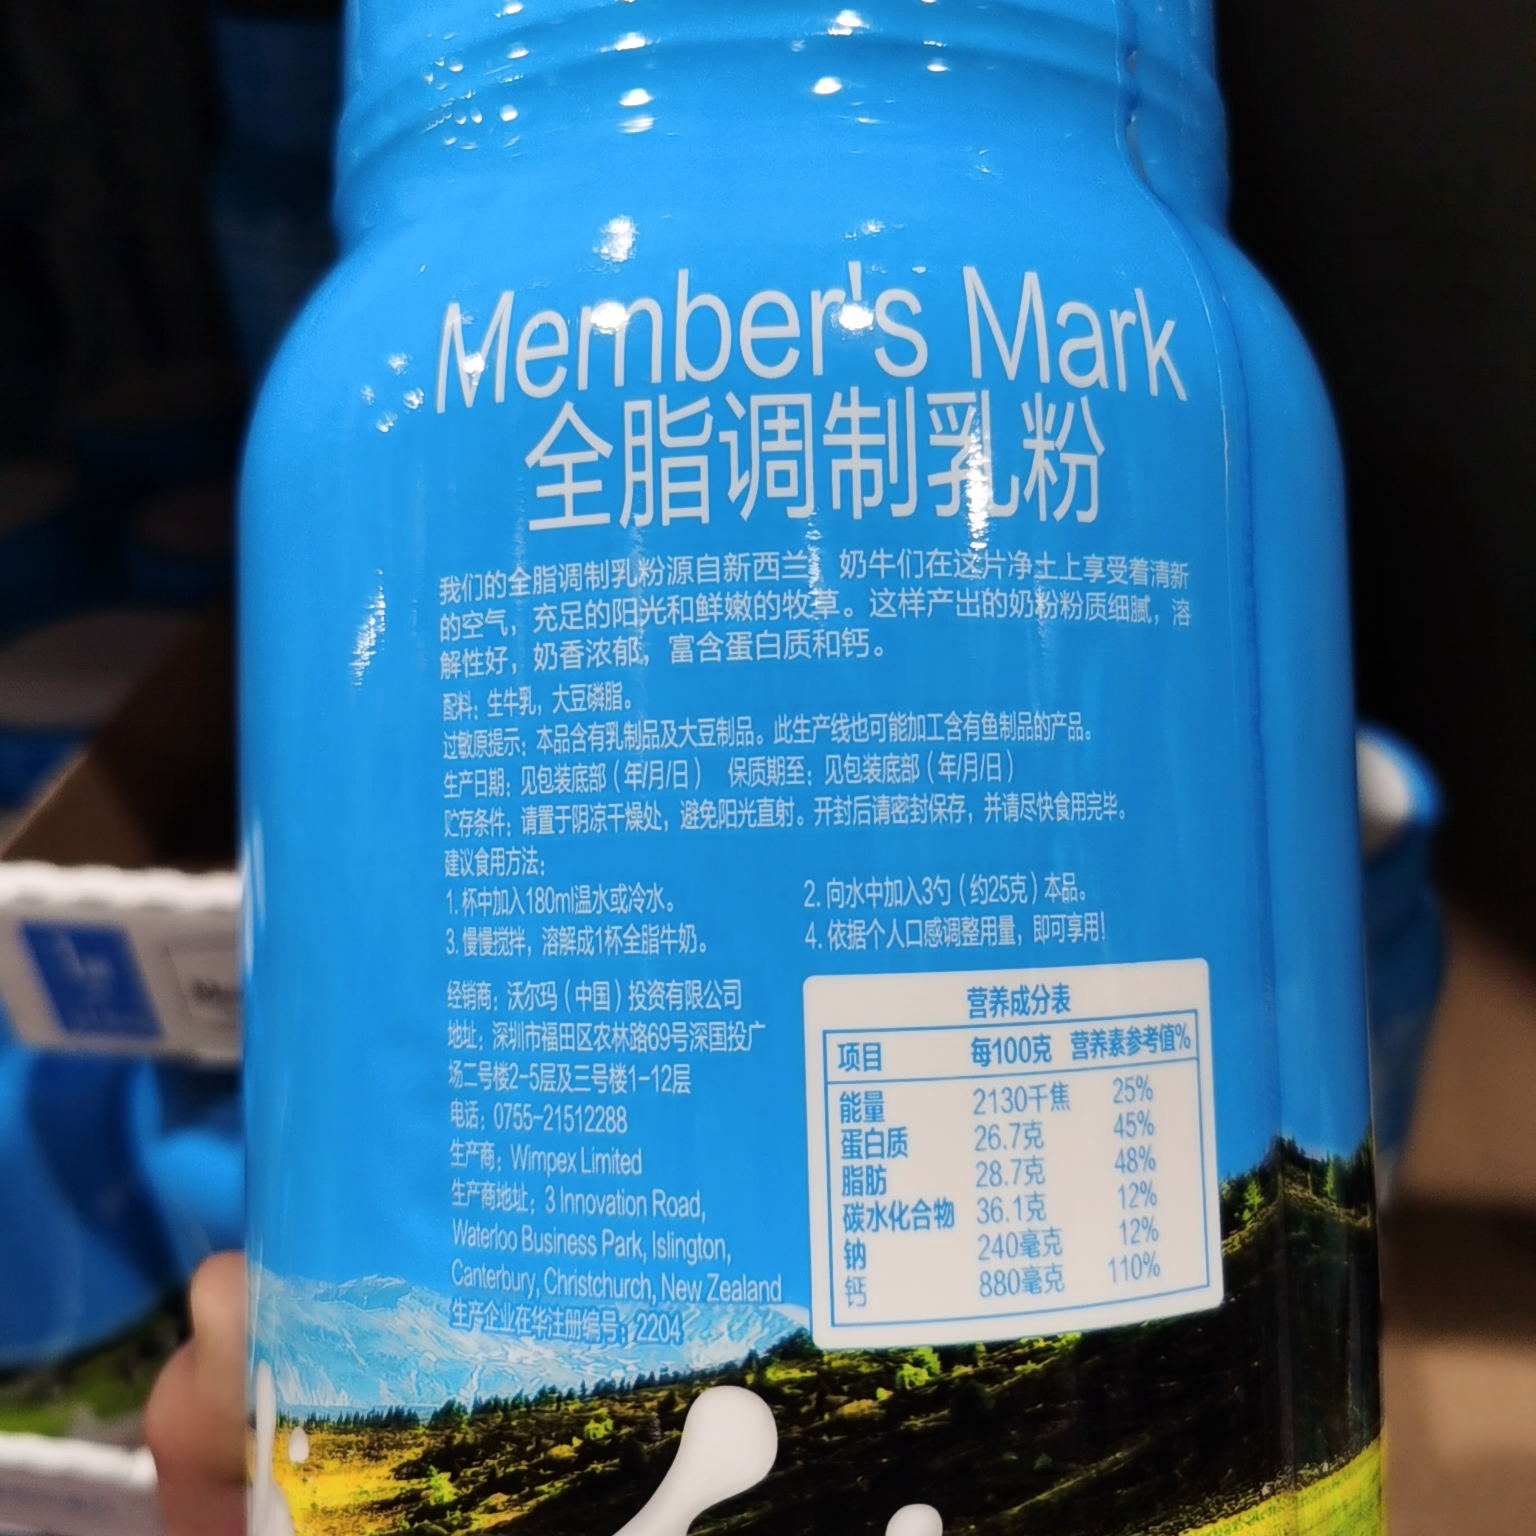 Member's Mark
全脂调制乳粉
我们的全脂调制乳粉源自新西兰，奶牛们在这片净土上享受着清新
的空气，充足的阳光和鲜嫩的牧草。这样产出的奶粉粉质细腻，溶
解性好，奶香浓郁，富含蛋白质和钙。
配料：生牛乳，大豆磷脂。
过敏原提示：本品含有乳制品及大豆制品。此生产线也可能加工含有鱼制品的产品。
生产日期：见包装底部（年/月/日） 保质期至：见包装底部（年/月/日）
贮存条件：请置于阴凉干燥处，避免阳光直射。开封后请密封保存，并请尽快食用完毕。
建议食用方法：
1. 杯中加入180ml温水或冷水。
2. 向水中加入3勺（约25克）本品。
3. 慢慢搅拌，溶解成1杯全脂牛奶。
4. 依据个人口感调整用量，即可享用！
经销商：沃尔玛（中国）投资有限公司
地址：深圳市福田区农林路69号深国投广
场二号楼2-5层及三号楼1-12层
电话：0755-21512288
生产商：Wimpex Limited
生产商地址：3 Innovation Road,
Waterloo Business Park, Islington,
Canterbury, Christchurch, New Zealand
生产企业在华注册编号：2204
营养成分表
项目 每100克 营养素参考值%
能量 2130千焦 25%
蛋白质 26.7克 45%
脂肪 28.7克 48%
碳水化合物 36.1克 12%
钠 240毫克 12%
钙 880毫克 110%